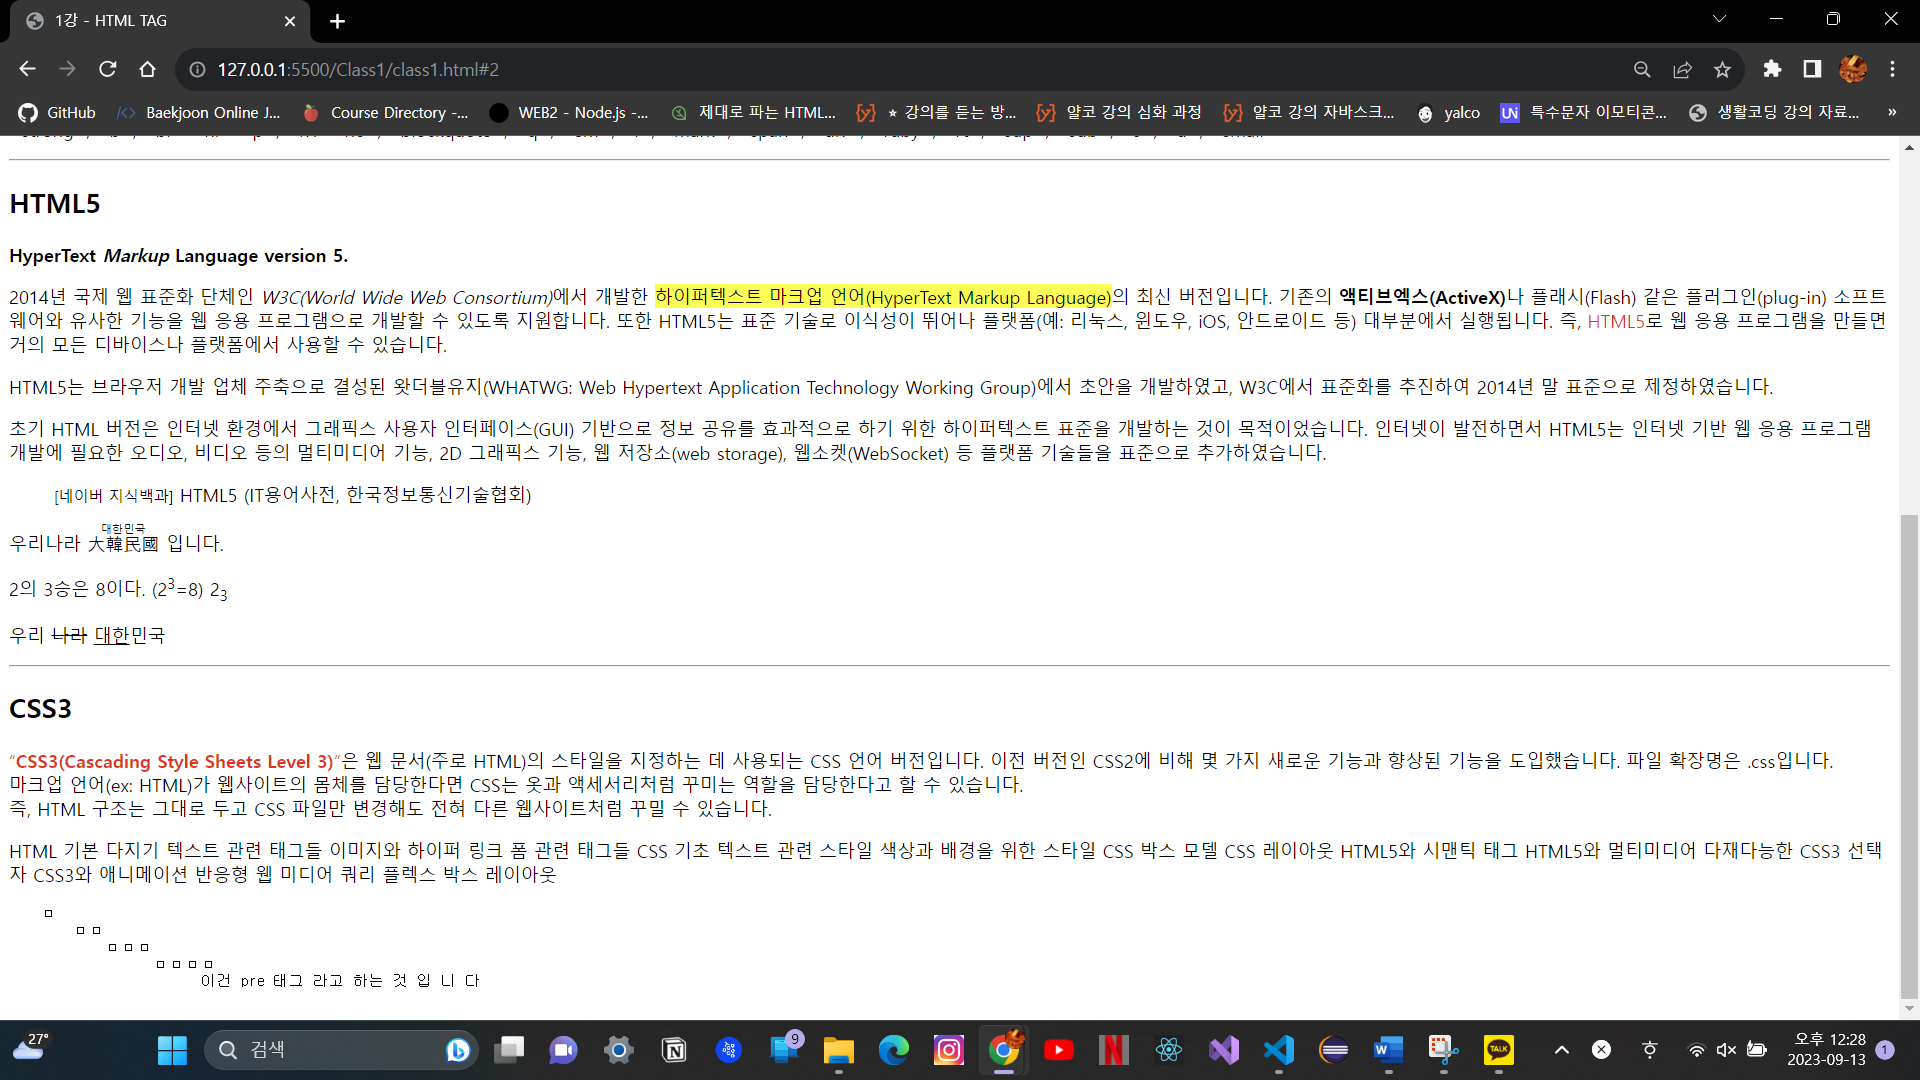 1강 - HTML TAG
127.0.0.1:5500/Class1/class1.html#2
GitHub
Baekjoon Online J...
Course Directory -...
WEB2 - Node.js -...
제대로 파는 HTML...
★ 강의를 듣는 방...
얄코 강의 심화 과정
얄코 강의 자바스크...
yalco
특수문자 이모티콘...
생활코딩 강의 자료...
»
HTML5
HyperText Markup Language version 5.
2014년 국제 웹 표준화 단체인 W3C(World Wide Web Consortium)에서 개발한 하이퍼텍스트 마크업 언어(HyperText Markup Language)의 최신 버전입니다. 기존의 액티브엑스(ActiveX)나 플래시(Flash) 같은 플러그인(plug-in) 소프트
웨어와 유사한 기능을 웹 응용 프로그램으로 개발할 수 있도록 지원합니다. 또한 HTML5는 표준 기술로 이식성이 뛰어나 플랫폼(예: 리눅스, 윈도우, iOS, 안드로이드 등) 대부분에서 실행됩니다. 즉, HTML5로 웹 응용 프로그램을 만들면
거의 모든 디바이스나 플랫폼에서 사용할 수 있습니다.
HTML5는 브라우저 개발 업체 주축으로 결성된 왓더블유지(WHATWG: Web Hypertext Application Technology Working Group)에서 초안을 개발하였고, W3C에서 표준화를 추진하여 2014년 말 표준으로 제정하였습니다.
초기 HTML 버전은 인터넷 환경에서 그래픽스 사용자 인터페이스(GUI) 기반으로 정보 공유를 효과적으로 하기 위한 하이퍼텍스트 표준을 개발하는 것이 목적이었습니다. 인터넷이 발전하면서 HTML5는 인터넷 기반 웹 응용 프로그램
개발에 필요한 오디오, 비디오 등의 멀티미디어 기능, 2D 그래픽스 기능, 웹 저장소(web storage), 웹소켓(WebSocket) 등 플랫폼 기술들을 표준으로 추가하였습니다.
[네이버 지식백과] HTML5 (IT용어사전, 한국정보통신기술협회)
대한민국
우리나라 大韓民國 입니다.
2의 3승은 8이다. (2³=8) 2₃
우리 나라 대한민국
CSS3
“CSS3(Cascading Style Sheets Level 3)”은 웹 문서(주로 HTML)의 스타일을 지정하는 데 사용되는 CSS 언어 버전입니다. 이전 버전인 CSS2에 비해 몇 가지 새로운 기능과 향상된 기능을 도입했습니다. 파일 확장명은 .css입니다.
마크업 언어(ex: HTML)가 웹사이트의 몸체를 담당한다면 CSS는 옷과 액세서리처럼 꾸미는 역할을 담당한다고 할 수 있습니다.
즉, HTML 구조는 그대로 두고 CSS 파일만 변경해도 전혀 다른 웹사이트처럼 꾸밀 수 있습니다.
HTML 기본 다지기 텍스트 관련 태그들 이미지와 하이퍼 링크 폼 관련 태그들 CSS 기초 텍스트 관련 스타일 색상과 배경을 위한 스타일 CSS 박스 모델 CSS 레이아웃 HTML5와 시맨틱 태그 HTML5와 멀티미디어 다재다능한 CSS3 선택
자 CSS3와 애니메이션 반응형 웹 미디어 쿼리 플렉스 박스 레이아웃
ㅁ
ㅁㅁ
ㅁㅁㅁ
ㅁㅁㅁㅁ
이건 pre 태그 라고 하는 것 입 니 다
27°
검색
9
TALK
오후 12:28
2023-09-13
1